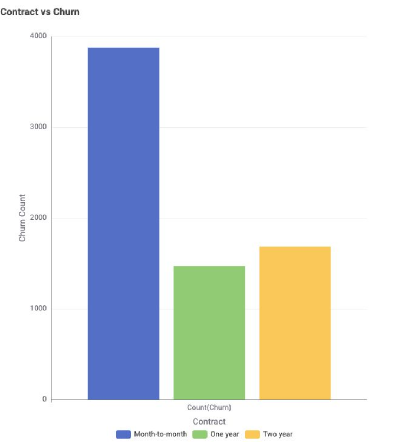 Contract vs Churn
4000
3000
2000
1000
0
Churn Count
Count(Churn)
Contract
Month-to-month One year Two year